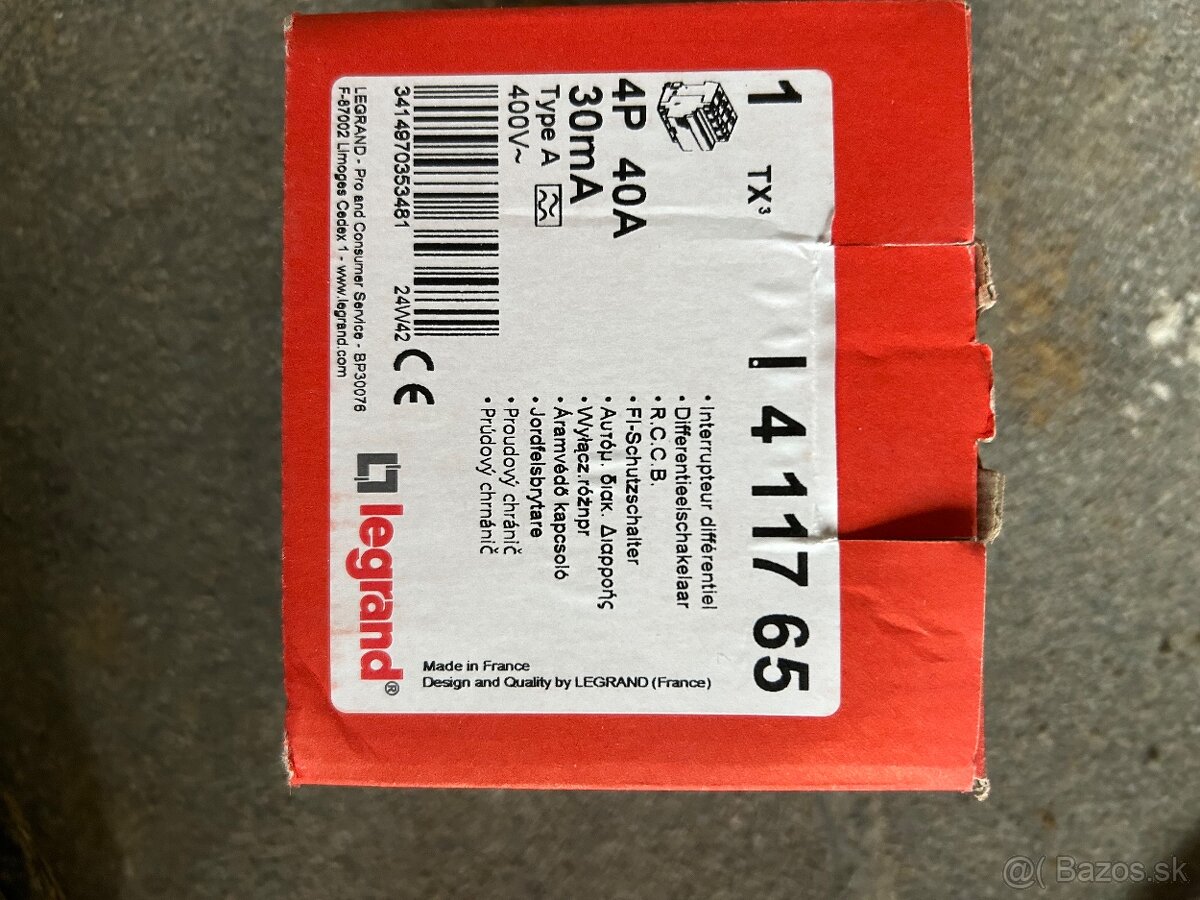 1
TX³
! 4 117 65
4P 40A
30mA
Type A
400V~
3414970353481
24W42
CE
LEGRAND - Pro and Consumer Service - BP30076
F-87002 Limoges Cedex 1 - www.legrand.com
• Interrupteur différentiel
• Differentieelschakelaar
• R.C.C.B.
• FI-Schutzschalter
• Αυτόμ. διακ. Διαρροής
• Wyłącz.różnpr
• Áramvédő kapcsoló
• Jordfelsbrytare
• Proudový chránič
• Prúdový chrnánič
legrand®
Made in France
Design and Quality by LEGRAND (France)
@( Bazos.sk